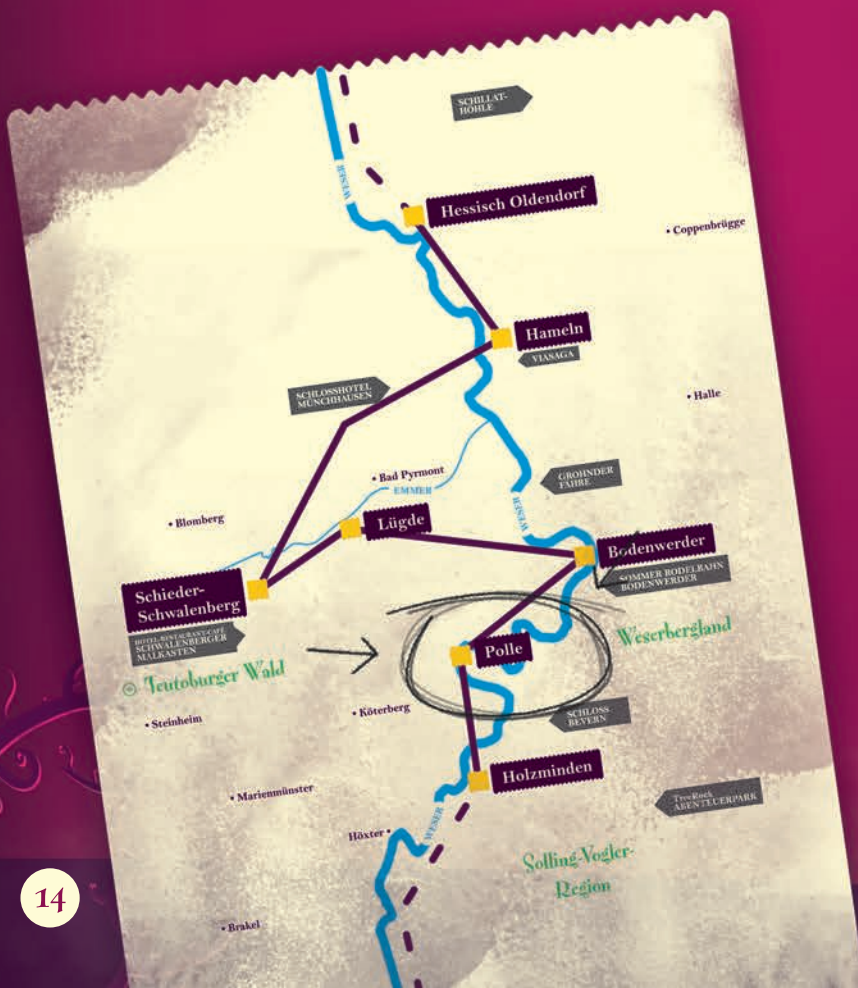 SCHILLAT-
HÖHLE
WESER
Hessisch Oldendorf
• Coppenbrügge
Hameln
VIASAGA
SCHLOSSHOTEL
MÜNCHHAUSEN
• Halle
• Bad Pyrmont
EMMER
GROHNDER
FÄHRE
WESER
• Blomberg
Lügde
Bodenwerder
SOMMER RODELBAHN
BODENWERDER
Schieder-
Schwalenberg
HOTEL-RESTAURANT-CAFÉ
SCHWALENBERGER
MALKASTEN
Weserbergland
Polle
Teutoburger Wald
• Steinheim
• Köterberg
SCHLOSS
BEVERN
Holzminden
• Marienmünster
TreeRock
ABENTEUERPARK
Höxter •
WESER
Solling-Vogler-
Region
14
• Brakel